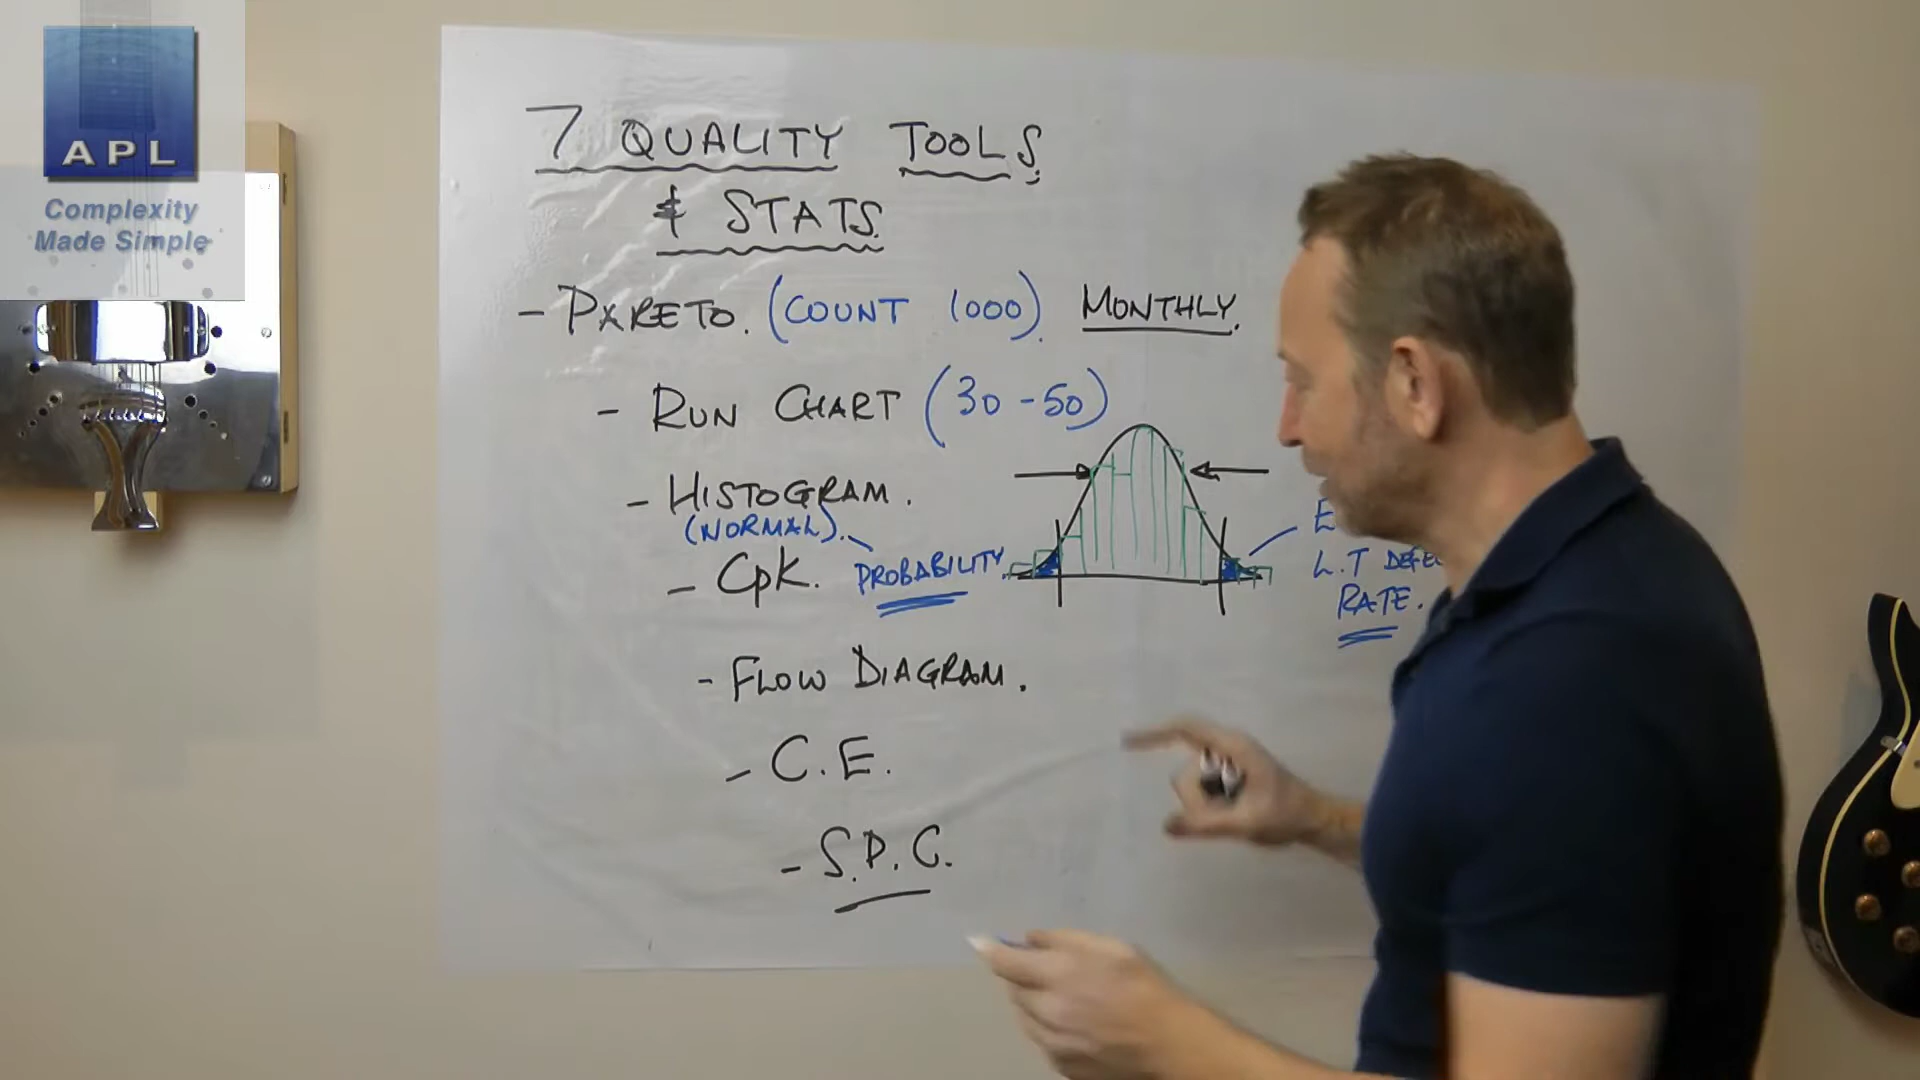 APL
Complexity
Made Simple
7 QUALITY TOOLS
& STATS.
- PARETO. (COUNT 1000). MONTHLY.
- RUN CHART (30-50)
- HISTOGRAM.
(NORMAL).
- CpK. PROBABILITY
L.T
RATE.
- FLOW DIAGRAM.
- C.E.
- S.P.C.